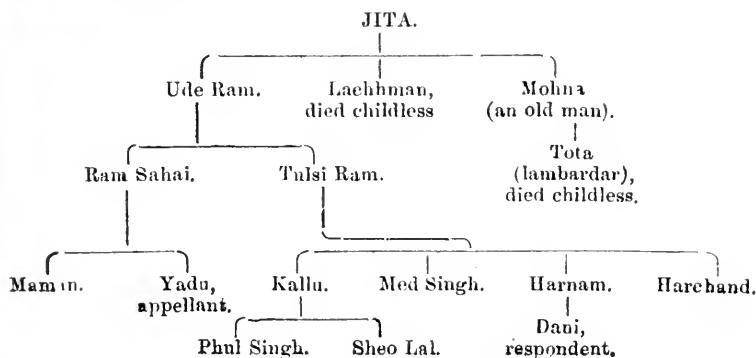 JITA.
Ude Ram. Lachhman, Mohna
died childless (an old man).
Tota
Ram Sahai. Tulsi Ram. (lambardar),
died childless.
Maman. Yadu, Kallu. Med Singh. Harnam. Harchand.
appellant.
Dani,
Phul Singh. Sheo Lal. respondent.